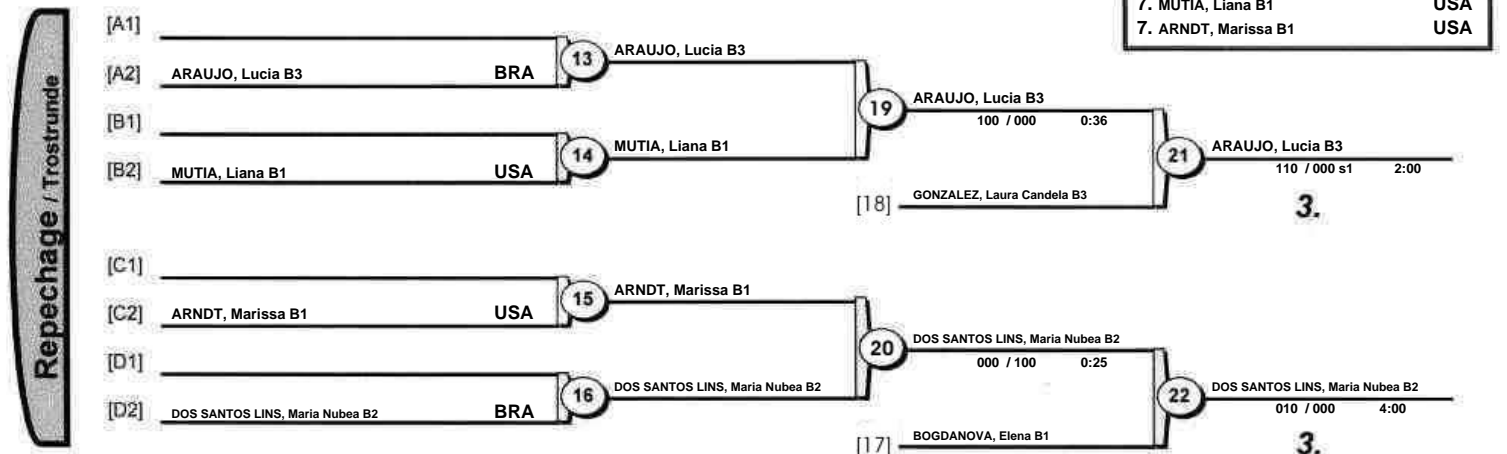 7. MUTIA, Liana B1 USA
7. ARNDT, Marissa B1 USA
Repechage / Trostrunde
[A1]
[A2] ARAUJO, Lucia B3 BRA
13 ARAUJO, Lucia B3
[B1]
[B2] MUTIA, Liana B1 USA
14 MUTIA, Liana B1
19 ARAUJO, Lucia B3
100 / 000 0:36
[18] GONZALEZ, Laura Candela B3
21 ARAUJO, Lucia B3
110 / 000 s1 2:00
3.
[C1]
[C2] ARNDT, Marissa B1 USA
15 ARNDT, Marissa B1
[D1]
[D2] DOS SANTOS LINS, Maria Nubea B2 BRA
16 DOS SANTOS LINS, Maria Nubea B2
20 DOS SANTOS LINS, Maria Nubea B2
000 / 100 0:25
[17] BOGDANOVA, Elena B1
22 DOS SANTOS LINS, Maria Nubea B2
010 / 000 4:00
3.